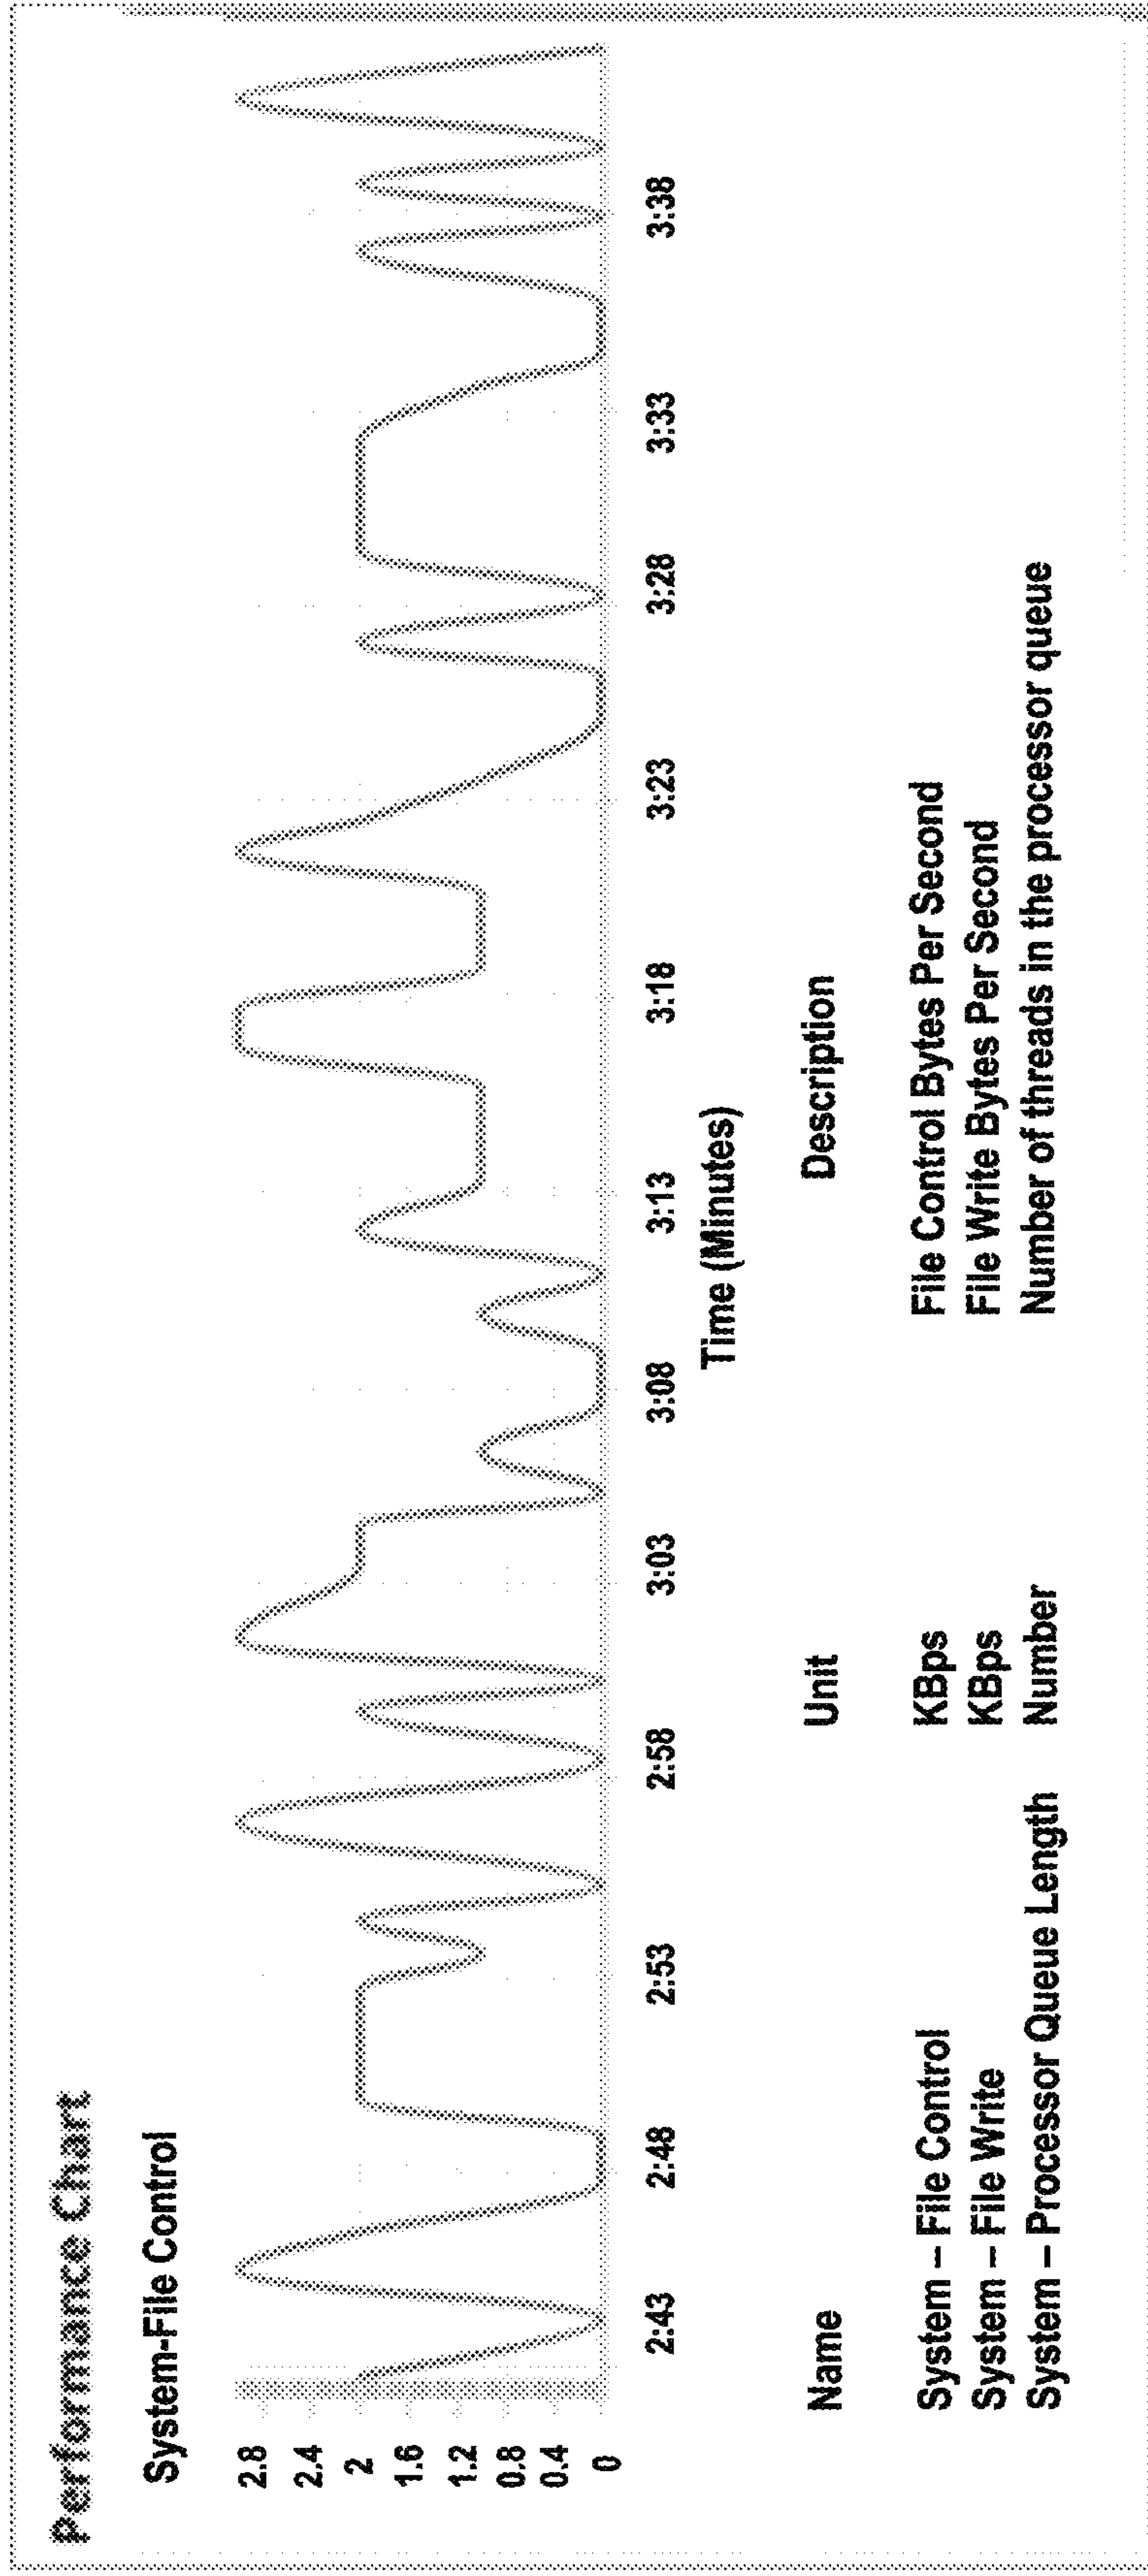 Performance Chart
System-File Control
2.8
2.4
2
1.6
1.2
0.8
0.4
0
2:43 2:48 2:53 2:58 3:03 3:08 3:13 3:18 3:23 3:28 3:33 3:38
Time (Minutes)
Name Unit Description
System – File Control KBps File Control Bytes Per Second
System – File Write KBps File Write Bytes Per Second
System – Processor Queue Length Number Number of threads in the processor queue